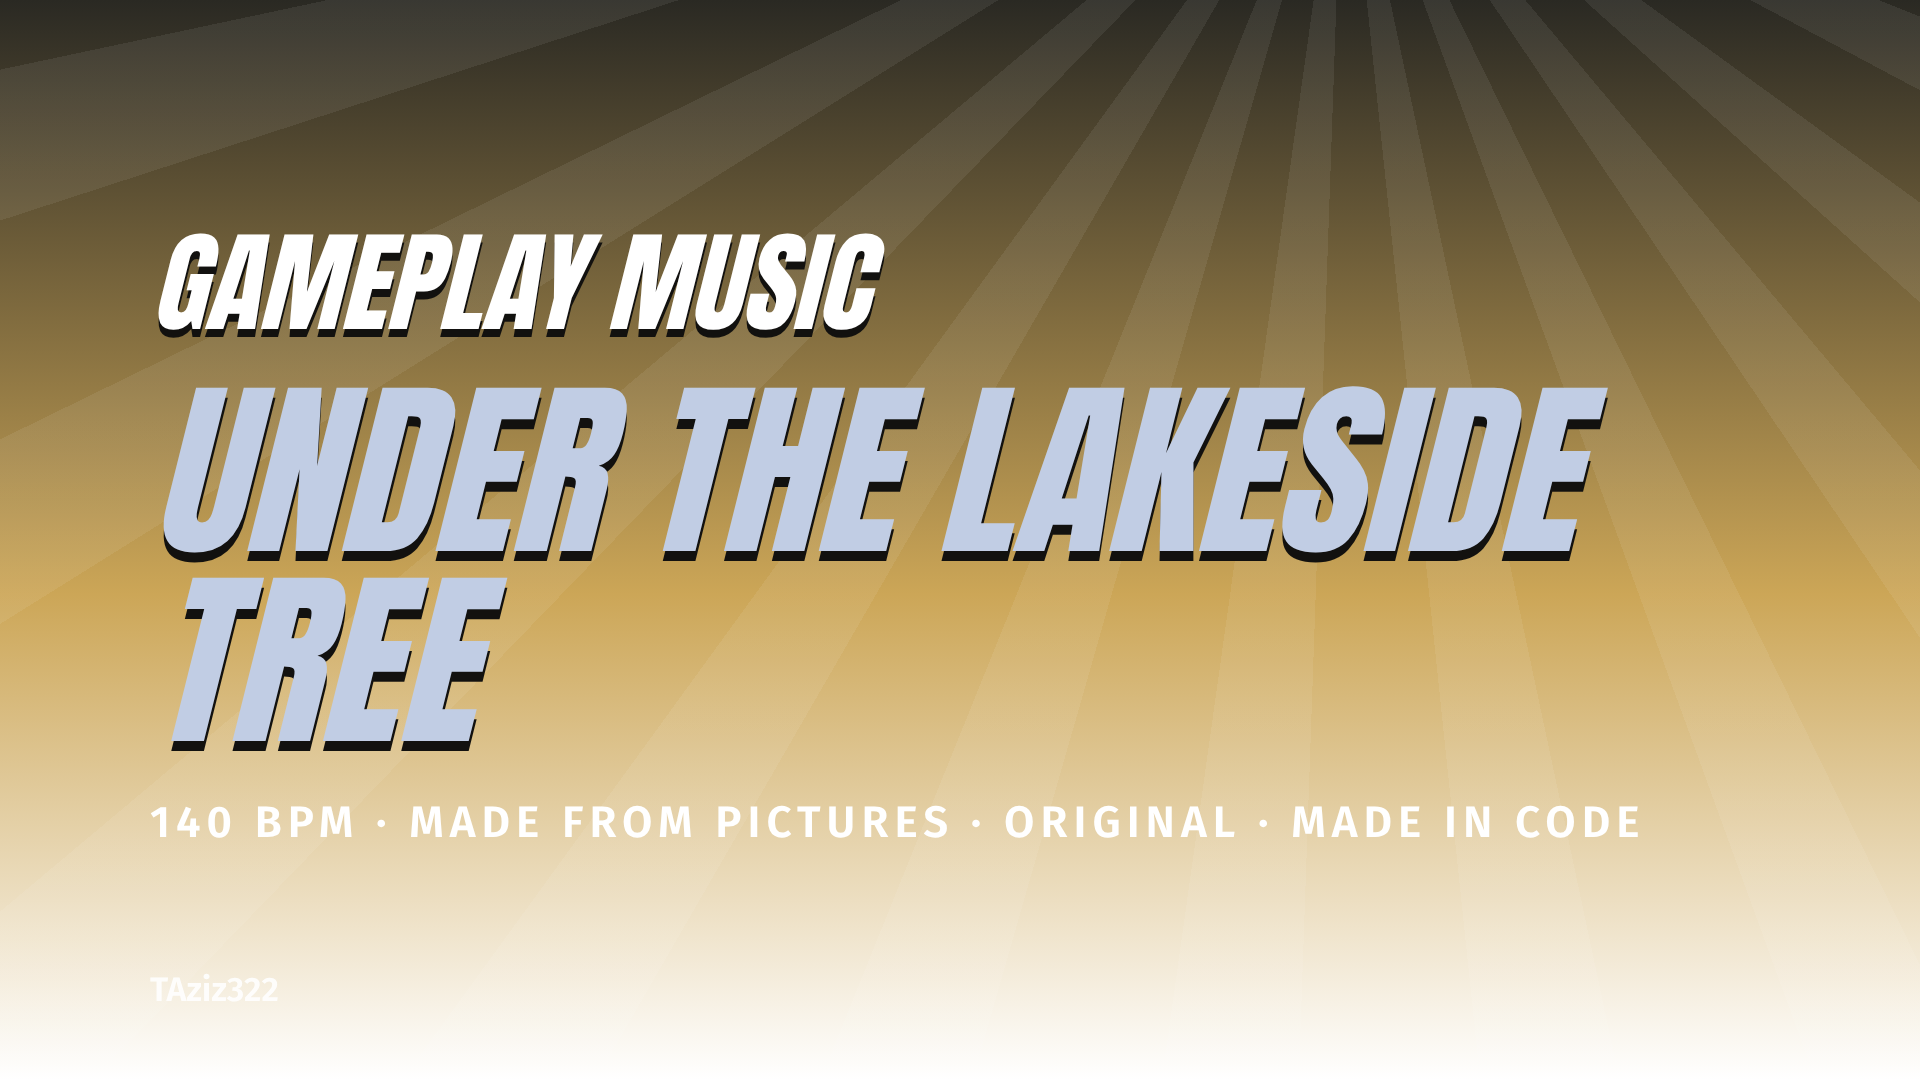 GAMEPLAY MUSIC
UNDER THE LAKESIDE
TREE
140 BPM · MADE FROM PICTURES · ORIGINAL · MADE IN CODE
TAziz322